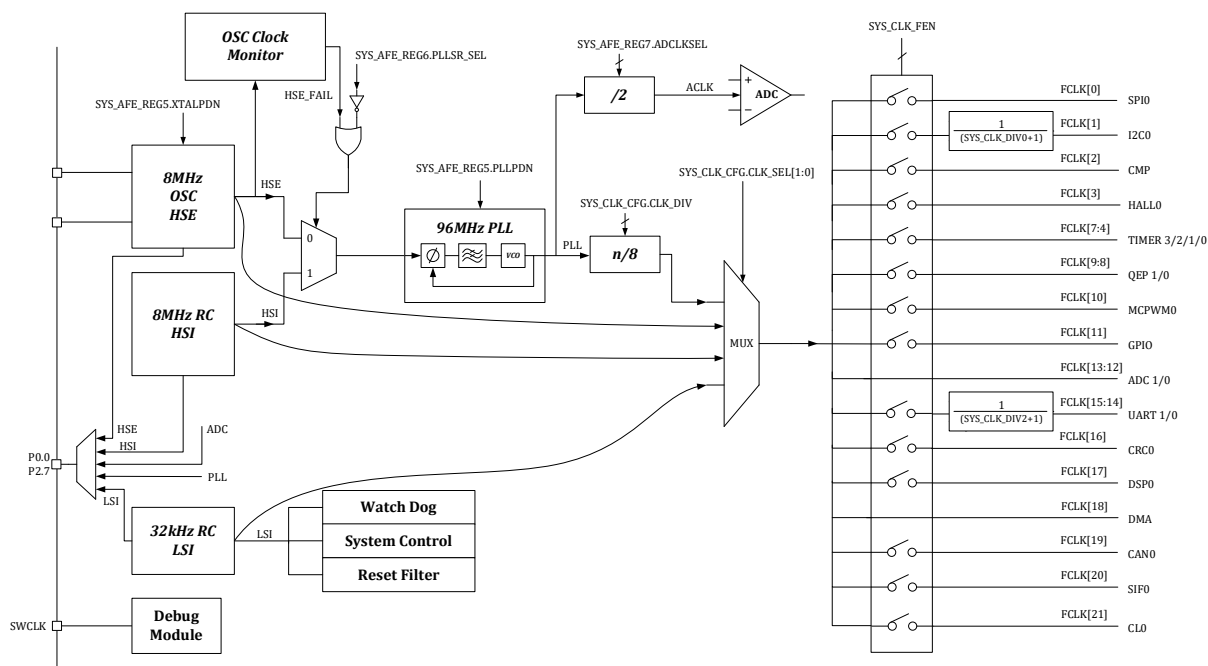 OSC Clock
Monitor
SYS_AFE_REG6.PLLSR_SEL
SYS_AFE_REG7.ADCLKSEL
SYS_CLK_FEN
SYS_AFE_REG5.XTALPDN
HSE_FAIL
/2
ACLK
+
ADC
−
8MHz
OSC
HSE
HSE
SYS_AFE_REG5.PLLPDN
SYS_CLK_CFG.CLK_SEL[1:0]
SYS_CLK_CFG.CLK_DIV
0
1
96MHz PLL
Ø
VCO
PLL
n/8
8MHz RC
HSI
HSI
MUX
HSE
HSI
ADC
PLL
LSI
P0.0
P2.7
32kHz RC
LSI
LSI
Watch Dog
System Control
Reset Filter
SWCLK
Debug
Module
FCLK[0]
SPI0
1
(SYS_CLK_DIV0+1)
FCLK[1]
I2C0
FCLK[2]
CMP
FCLK[3]
HALL0
FCLK[7:4]
TIMER 3/2/1/0
FCLK[9:8]
QEP 1/0
FCLK[10]
MCPWM0
FCLK[11]
GPIO
FCLK[13:12]
ADC 1/0
1
(SYS_CLK_DIV2+1)
FCLK[15:14]
UART 1/0
FCLK[16]
CRC0
FCLK[17]
DSP0
FCLK[18]
DMA
FCLK[19]
CAN0
FCLK[20]
SIF0
FCLK[21]
CL0